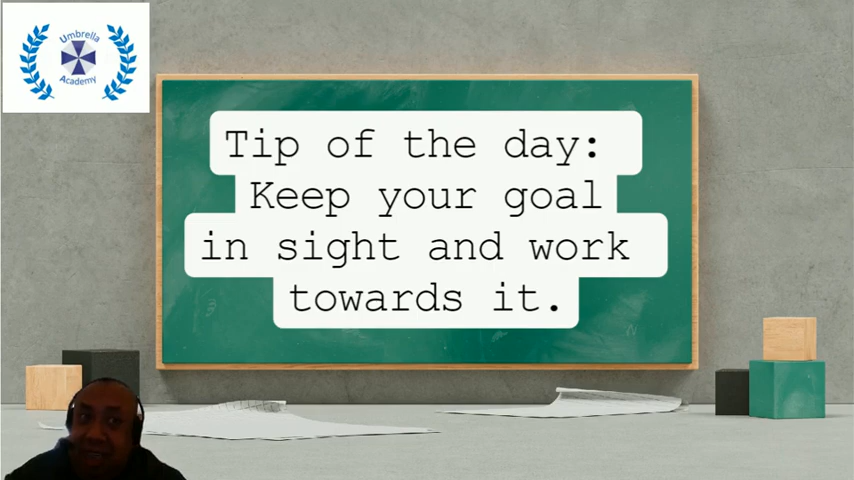 Umbrella
Academy
Tip of the day:
Keep your goal
in sight and work
towards it.